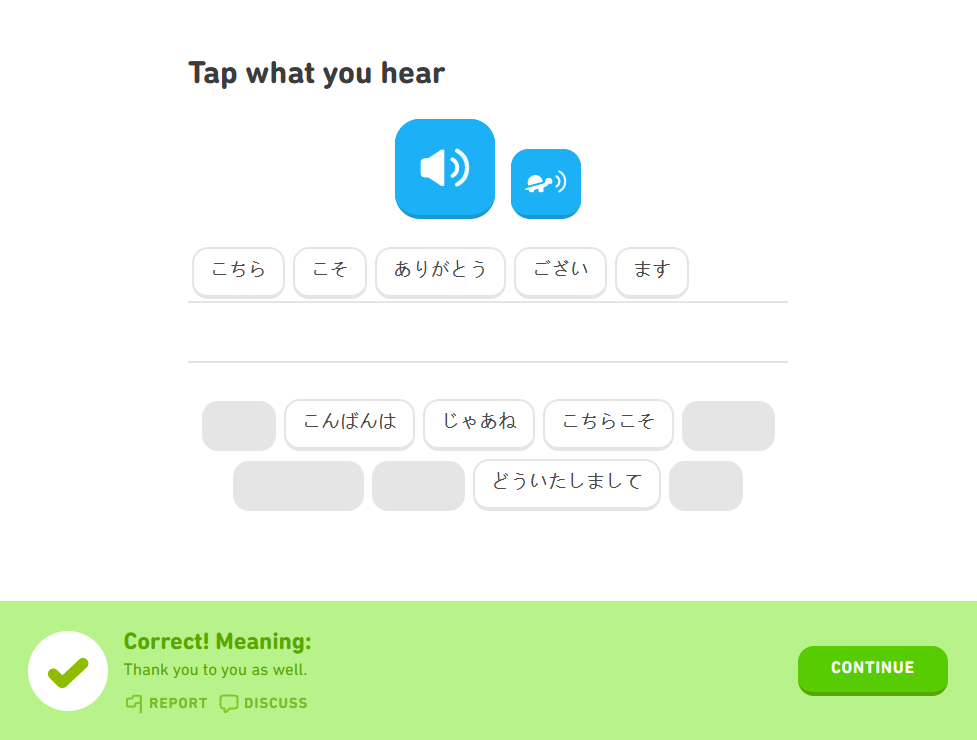 Tap what you hear
こちら こそ ありがとう ござい ます
こんばんは じゃあね こちらこそ
どういたしまして
Correct! Meaning:
Thank you to you as well.
REPORT DISCUSS
CONTINUE